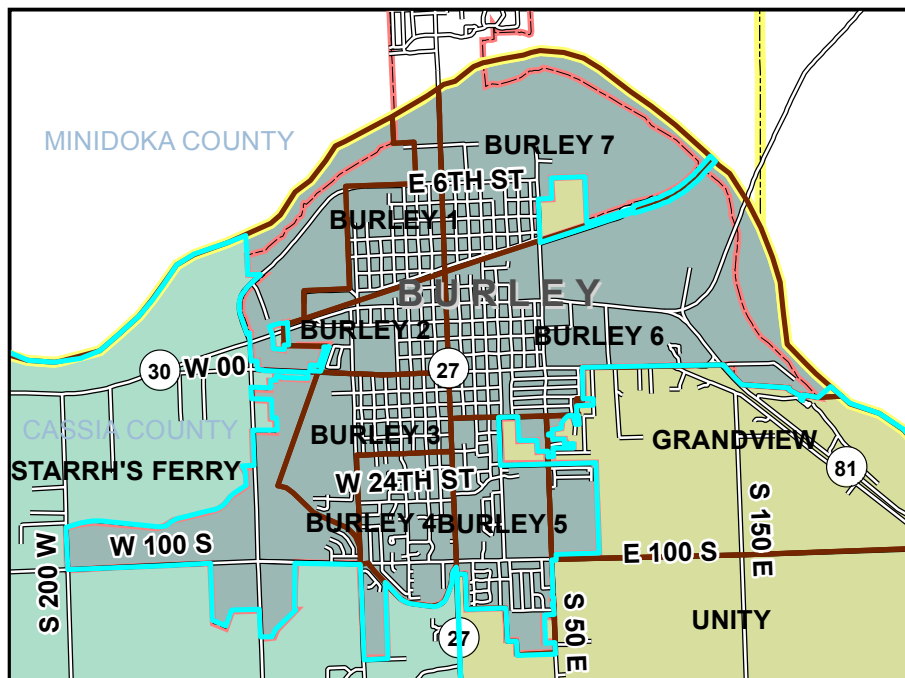 MINIDOKA COUNTY
BURLEY 7
E 6TH ST
BURLEY 1
BURLEY
BURLEY 2
BURLEY 6
30
W 00
27
CASSIA COUNTY
BURLEY 3
GRANDVIEW
STARRH'S FERRY
81
W 24TH ST
BURLEY 4
BURLEY 5
S 150 E
W 100 S
E 100 S
S 200 W
S 50 E
UNITY
27